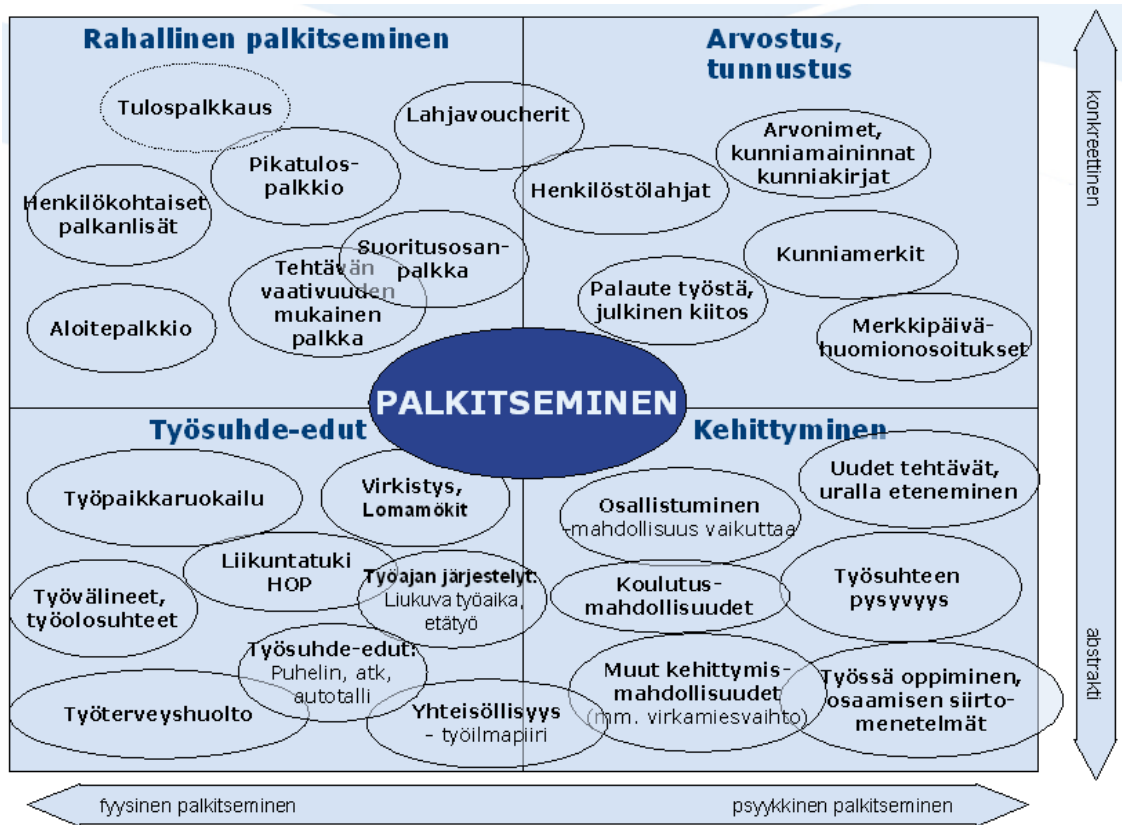 Rahallinen palkitseminen
Tulospalkkaus
Lahjavoucherit
Pikatulos-
palkkio
Henkilökohtaiset
palkanlisät
Suoritusosan-
palkka
Tehtävän
vaativuuden
mukainen
palkka
Aloitepalkkio
Arvostus,
tunnustus
Arvonimet,
kunniamaininnat
kunniakirjat
Henkilöstölahjat
Kunniamerkit
Palaute työstä,
julkinen kiitos
Merkkipäivä-
huomionosoitukset
PALKITSEMINEN
Työsuhde-edut
Työpaikkaruokailu
Virkistys,
Lomamökit
Liikuntatuki
HOP
Työajan järjestelyt:
Liukuva työaika,
etätyö
Työvälineet,
työolosuhteet
Työsuhde-edut:
Puhelin, atk,
autotalli
Työterveyshuolto
Yhteisöllisyys
- työilmapiiri
Kehittyminen
Uudet tehtävät,
uralla eteneminen
Osallistuminen
-mahdollisuus vaikuttaa
Koulutus-
mahdollisuudet
Työsuhteen
pysyvyys
Muut kehittymis-
mahdollisuudet
(mm. virkamiesvaihto)
Työssä oppiminen,
osaamisen siirto-
menetelmät
konkreettinen
abstrakti
fyysinen palkitseminen
psyykkinen palkitseminen